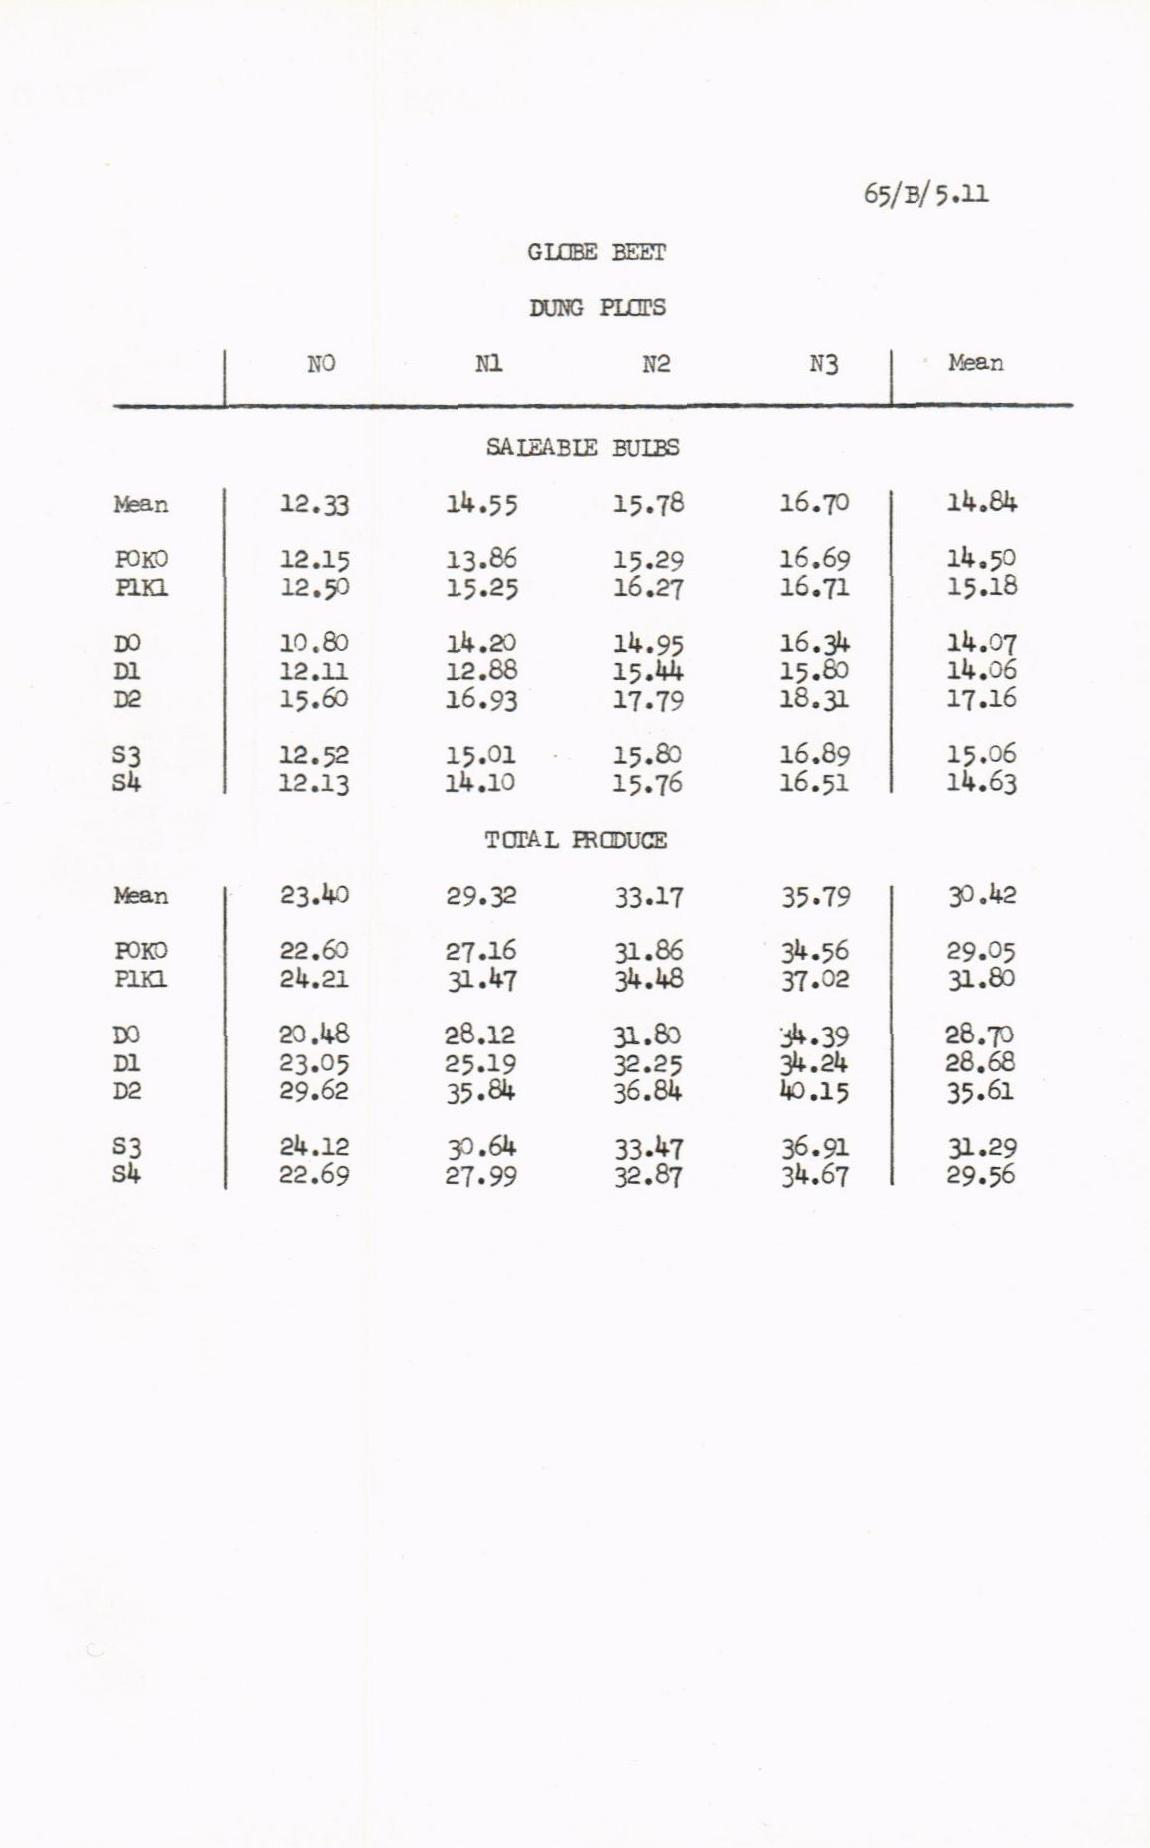 65/B/5.11
GLOBE BEET
DUNG PLOTS
N0 N1 N2 N3 Mean
SALEABLE BULBS
Mean 12.33 14.55 15.78 16.70 14.84
P0K0 12.15 13.86 15.29 16.69 14.50
P1K1 12.50 15.25 16.27 16.71 15.18
D0 10.80 14.20 14.95 16.34 14.07
D1 12.11 12.88 15.44 15.80 14.06
D2 15.60 16.93 17.79 18.31 17.16
S3 12.52 15.01 15.80 16.89 15.06
S4 12.13 14.10 15.76 16.51 14.63
TOTAL PRODUCE
Mean 23.40 29.32 33.17 35.79 30.42
P0K0 22.60 27.16 31.86 34.56 29.05
P1K1 24.21 31.47 34.48 37.02 31.80
D0 20.48 28.12 31.80 34.39 28.70
D1 23.05 25.19 32.25 34.24 28.68
D2 29.62 35.84 36.84 40.15 35.61
S3 24.12 30.64 33.47 36.91 31.29
S4 22.69 27.99 32.87 34.67 29.56